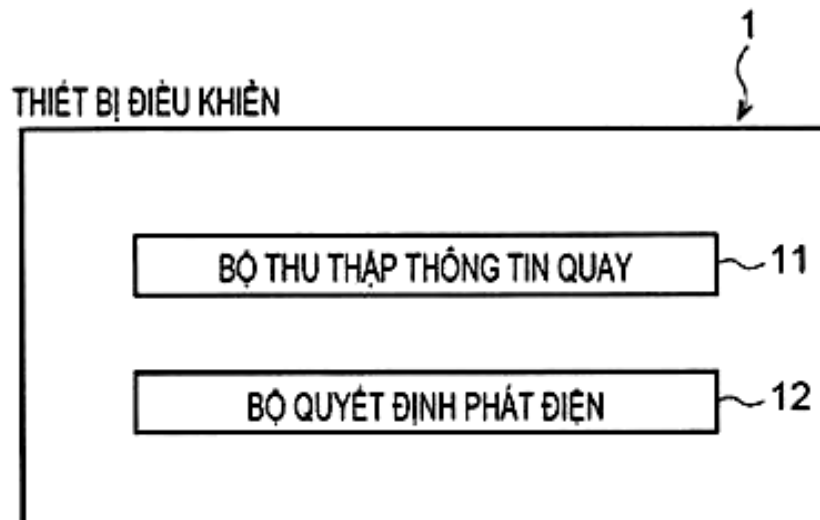 1
THIẾT BỊ ĐIỀU KHIỂN
BỘ THU THẬP THÔNG TIN QUAY
11
BỘ QUYẾT ĐỊNH PHÁT ĐIỆN
12